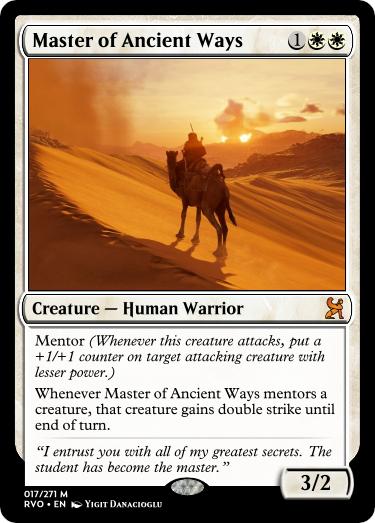 Master of Ancient Ways 1
Creature — Human Warrior
Mentor (Whenever this creature attacks, put a
+1/+1 counter on target attacking creature with
lesser power.)
Whenever Master of Ancient Ways mentors a
creature, that creature gains double strike until
end of turn.
“I entrust you with all of my greatest secrets. The
student has become the master.”
3/2
017/271 M
RVO • EN Yigit Danacioglu